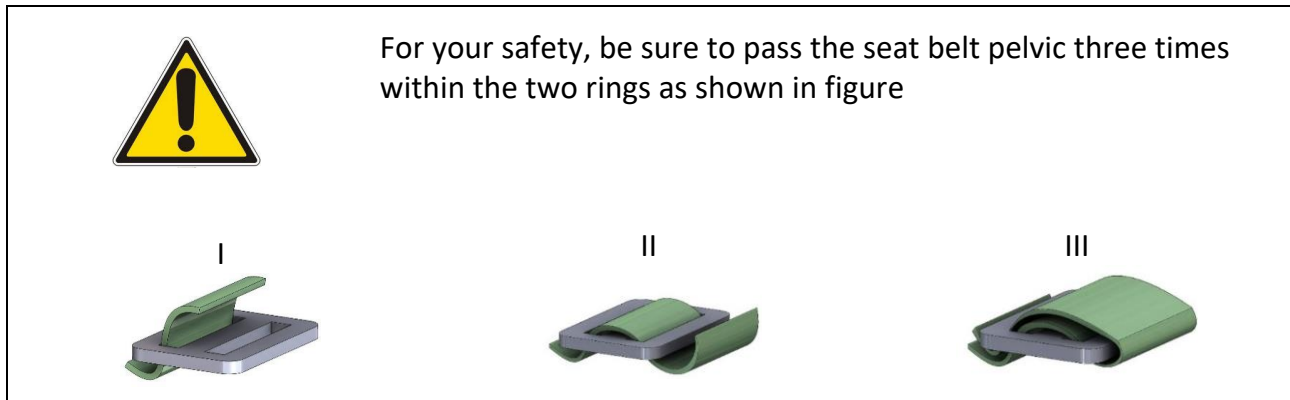 For your safety, be sure to pass the seat belt pelvic three times
within the two rings as shown in figure
I
II
III